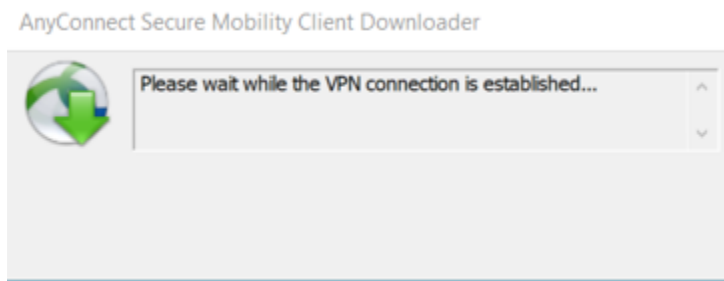 AnyConnect Secure Mobility Client Downloader
Please wait while the VPN connection is established...